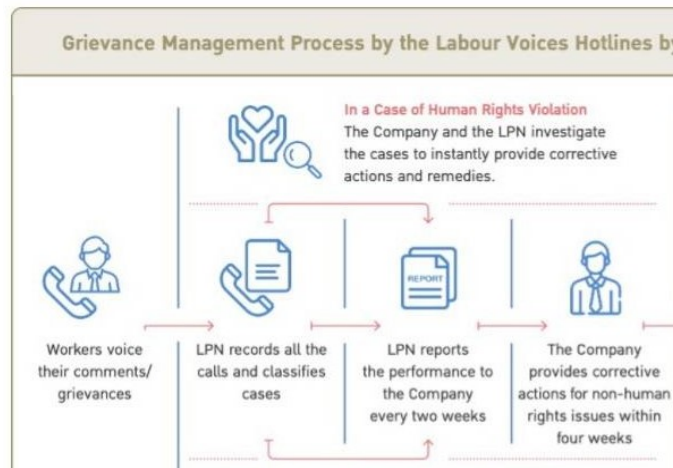 Grievance Management Process by the Labour Voices Hotlines by
In a Case of Human Rights Violation
The Company and the LPN investigate
the cases to instantly provide corrective
actions and remedies.
REPORT
Workers voice
their comments/
grievances
LPN records all the
calls and classifies
cases
LPN reports
the performance to
the Company
every two weeks
The Company
provides corrective
actions for non-human
rights issues within
four weeks